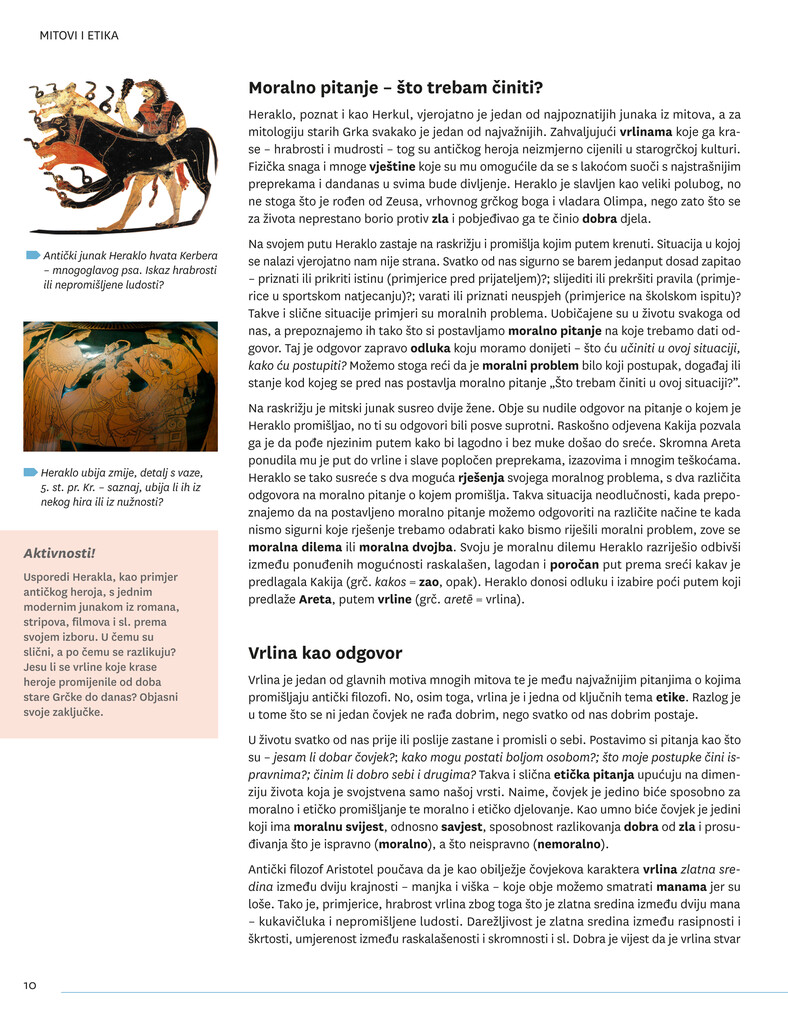 MITOVI I ETIKA
Antički junak Heraklo hvata Kerbera
– mnogoglavog psa. Iskaz hrabrosti
ili nepromišljene ludosti?
Heraklo ubija zmije, detalj s vaze,
5. st. pr. Kr. – saznaj, ubija li ih iz
nekog hira ili iz nužnosti?
Aktivnosti!
Usporedi Herakla, kao primjer
antičkog heroja, s jednim
modernim junakom iz romana,
stripova, filmova i sl. prema
svojem izboru. U čemu su
slični, a po čemu se razlikuju?
Jesu li se vrline koje krase
heroje promijenile od doba
stare Grčke do danas? Objasni
svoje zaključke.
Moralno pitanje – što trebam činiti?
Heraklo, poznat i kao Herkul, vjerojatno je jedan od najpoznatijih junaka iz mitova, a za
mitologiju starih Grka svakako je jedan od najvažnijih. Zahvaljujući vrlinama koje ga kra-
se – hrabrosti i mudrosti – tog su antičkog heroja neizmjerno cijenili u starogrčkoj kulturi.
Fizička snaga i mnoge vještine koje su mu omogućile da se s lakoćom suoči s najstrašnijim
preprekama i dandanas u svima bude divljenje. Heraklo je slavljen kao veliki polubog, no
ne stoga što je rođen od Zeusa, vrhovnog grčkog boga i vladara Olimpa, nego zato što se
za života neprestano borio protiv zla i pobjeđivao ga te činio dobra djela.
Na svojem putu Heraklo zastaje na raskrižju i promišlja kojim putem krenuti. Situacija u kojoj
se nalazi vjerojatno nam nije strana. Svatko od nas sigurno se barem jedanput dosad zapitao
– priznati ili prikriti istinu (primjerice pred prijateljem)?; slijediti ili prekršiti pravila (primje-
rice u sportskom natjecanju)?; varati ili priznati neuspjeh (primjerice na školskom ispitu)?
Takve i slične situacije primjeri su moralnih problema. Uobičajene su u životu svakoga od
nas, a prepoznajemo ih tako što si postavljamo moralno pitanje na koje trebamo dati od-
govor. Taj je odgovor zapravo odluka koju moramo donijeti – što ću učiniti u ovoj situaciji,
kako ću postupiti? Možemo stoga reći da je moralni problem bilo koji postupak, događaj ili
stanje kod kojeg se pred nas postavlja moralno pitanje „Što trebam činiti u ovoj situaciji?”.
Na raskrižju je mitski junak susreo dvije žene. Obje su nudile odgovor na pitanje o kojem je
Heraklo promišljao, no ti su odgovori bili posve suprotni. Raskošno odjevena Kakija pozvala
ga je da pođe njezinim putem kako bi lagodno i bez muke došao do sreće. Skromna Areta
ponudila mu je put do vrline i slave popločen preprekama, izazovima i mnogim teškoćama.
Heraklo se tako susreće s dva moguća rješenja svojega moralnog problema, s dva različita
odgovora na moralno pitanje o kojem promišlja. Takva situacija neodlučnosti, kada prepo-
znajemo da na postavljeno moralno pitanje možemo odgovoriti na različite načine te kada
nismo sigurni koje rješenje trebamo odabrati kako bismo riješili moralni problem, zove se
moralna dilema ili moralna dvojba. Svoju je moralnu dilemu Heraklo razriješio odbivši
između ponuđenih mogućnosti raskalašen, lagodan i poročan put prema sreći kakav je
predlagala Kakija (grč. kakos = zao, opak). Heraklo donosi odluku i izabire poći putem koji
predlaže Areta, putem vrline (grč. aretē = vrlina).
Vrlina kao odgovor
Vrlina je jedan od glavnih motiva mnogih mitova te je među najvažnijim pitanjima o kojima
promišljaju antički filozofi. No, osim toga, vrlina je i jedna od ključnih tema etike. Razlog je
u tome što se ni jedan čovjek ne rađa dobrim, nego svatko od nas dobrim postaje.
U životu svatko od nas prije ili poslije zastane i promisli o sebi. Postavimo si pitanja kao što
su – jesam li dobar čovjek?; kako mogu postati boljom osobom?; što moje postupke čini is-
pravnima?; činim li dobro sebi i drugima? Takva i slična etička pitanja upućuju na dimen-
ziju života koja je svojstvena samo našoj vrsti. Naime, čovjek je jedino biće sposobno za
moralno i etičko promišljanje te moralno i etičko djelovanje. Kao umno biće čovjek je jedini
koji ima moralnu svijest, odnosno savjest, sposobnost razlikovanja dobra od zla i prosu-
đivanja što je ispravno (moralno), a što neispravno (nemoralno).
Antički filozof Aristotel poučava da je kao obilježje čovjekova karaktera vrlina zlatna sre-
dina između dviju krajnosti – manjka i viška – koje obje možemo smatrati manama jer su
loše. Tako je, primjerice, hrabrost vrlina zbog toga što je zlatna sredina između dviju mana
– kukavičluka i nepromišljene ludosti. Darežljivost je zlatna sredina između rasipnosti i
škrtosti, umjerenost između raskalašenosti i skromnosti i sl. Dobra je vijest da je vrlina stvar
10